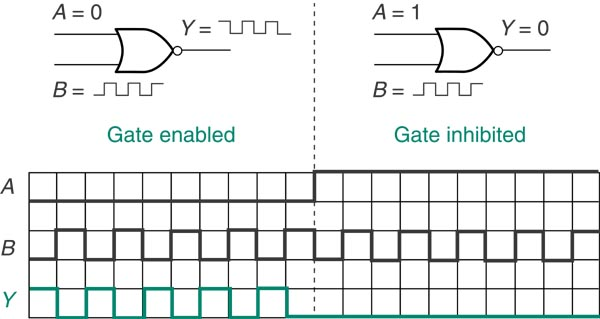 A = 0
Y =
B =
Gate enabled
A = 1
Y = 0
B =
Gate inhibited
A
B
Y